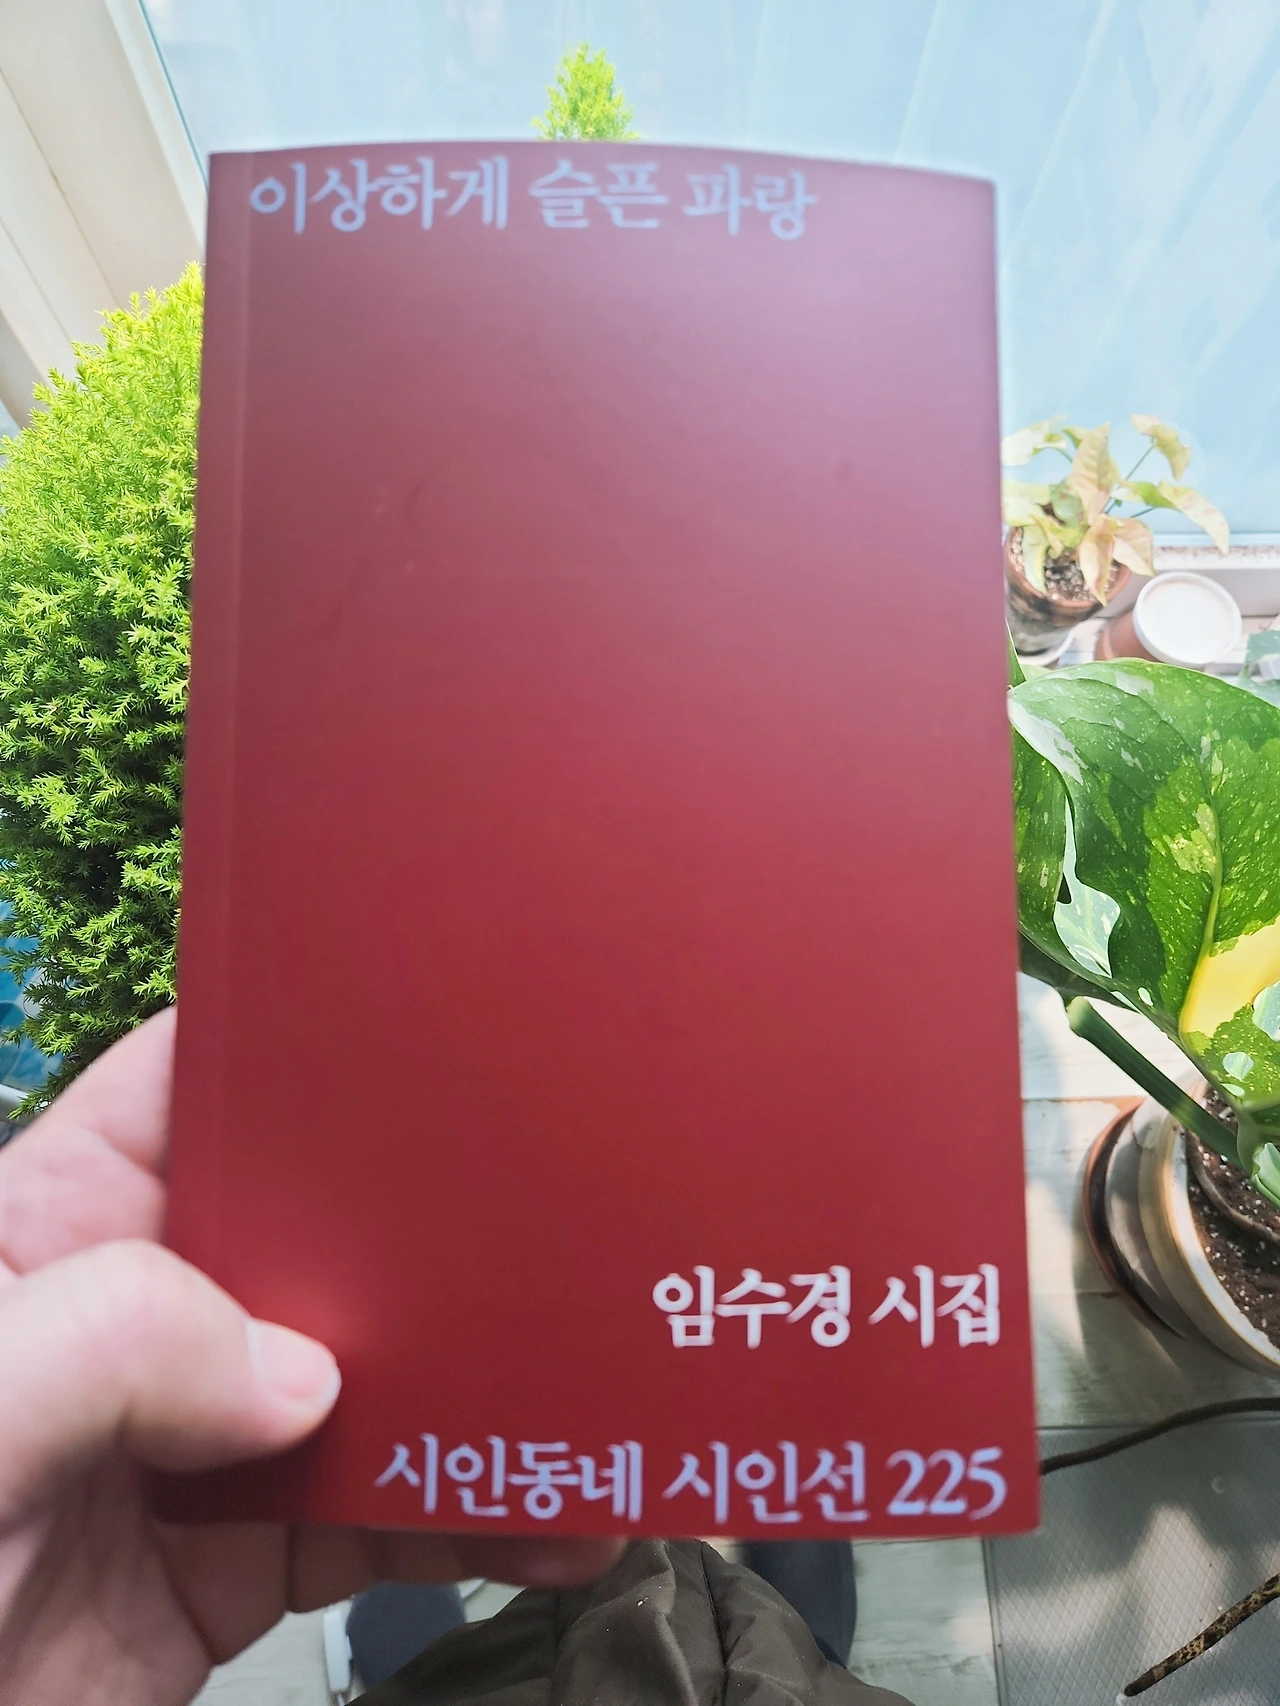 이상하게 슬픈 파랑
임수경 시집
시인동네 시인선 225